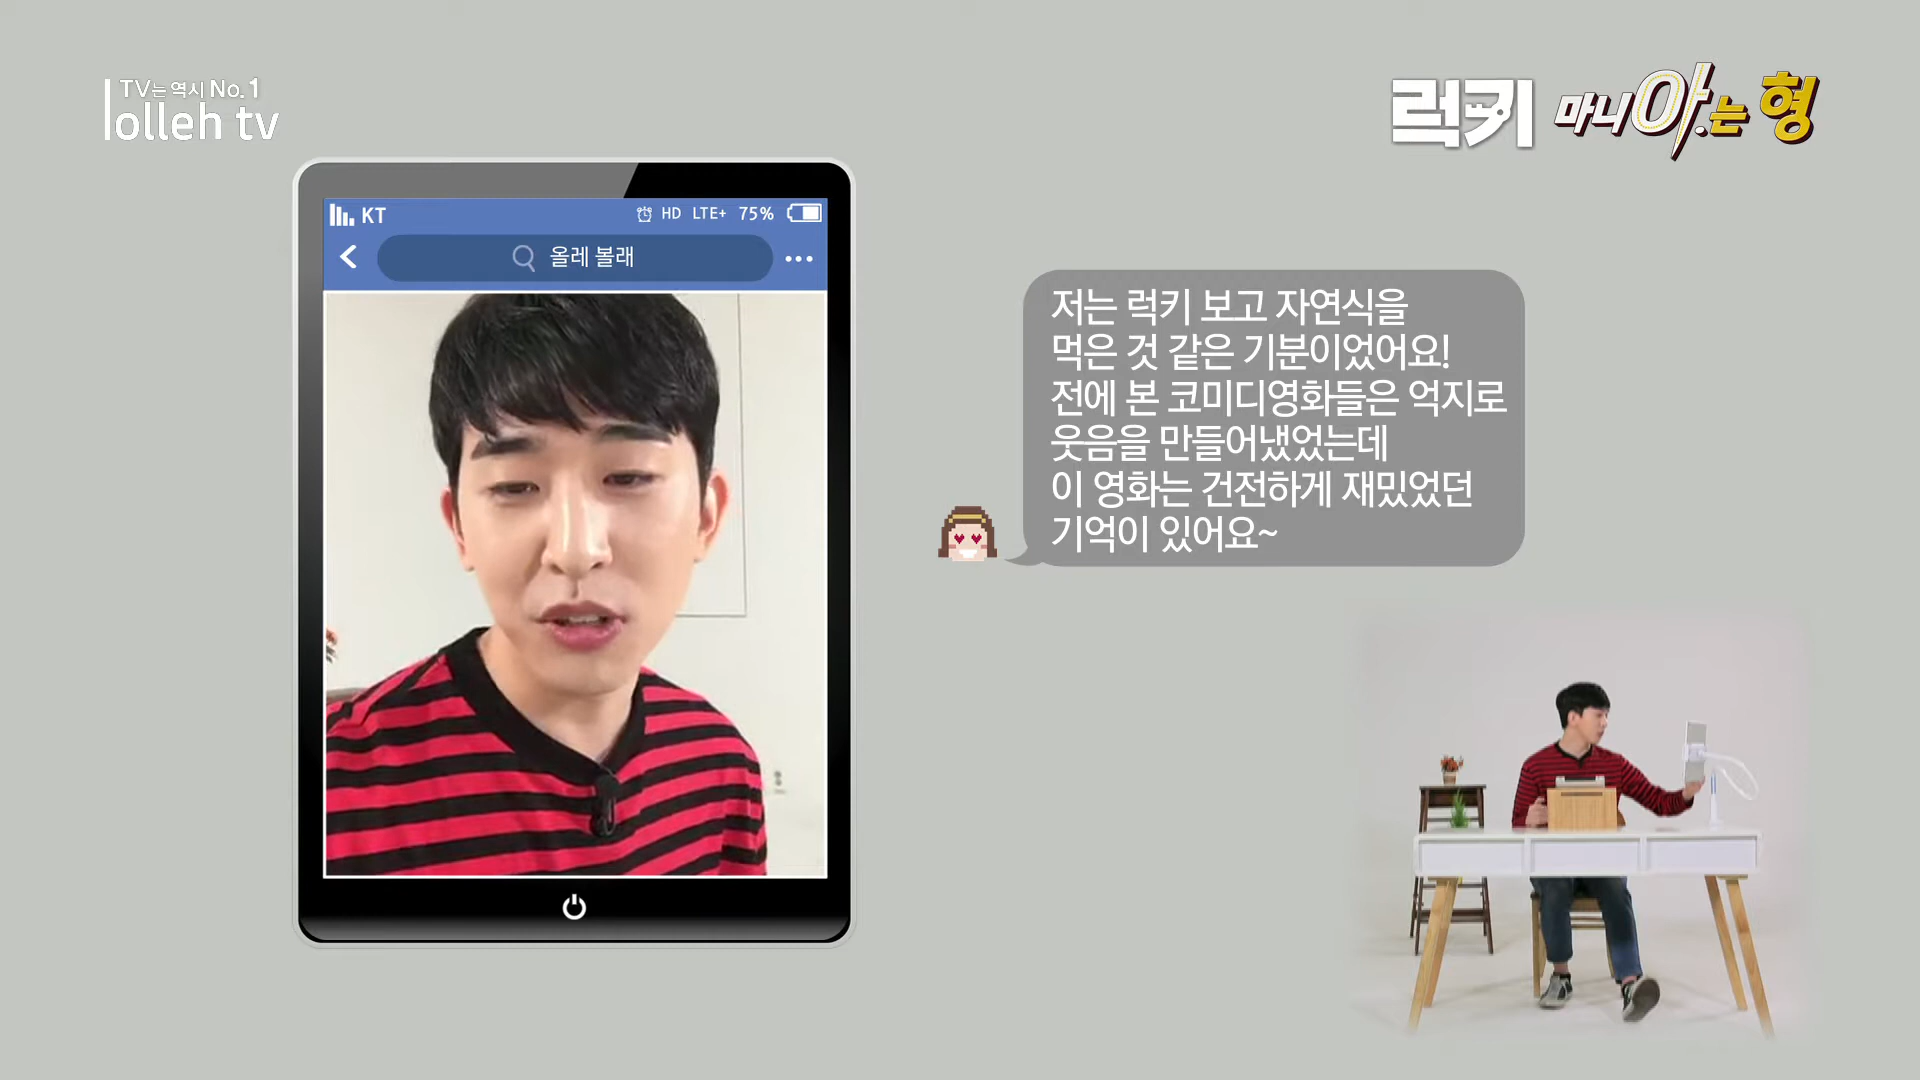 TV는 역시 No.1
olleh tv
럭키 마니아는 형
KT HD LTE+ 75%
올레 볼래
저는 럭키 보고 자연식을
먹은 것 같은 기분이었어요!
전에 본 코미디영화들은 억지로
웃음을 만들어냈었는데
이 영화는 건전하게 재밌었던
기억이 있어요~